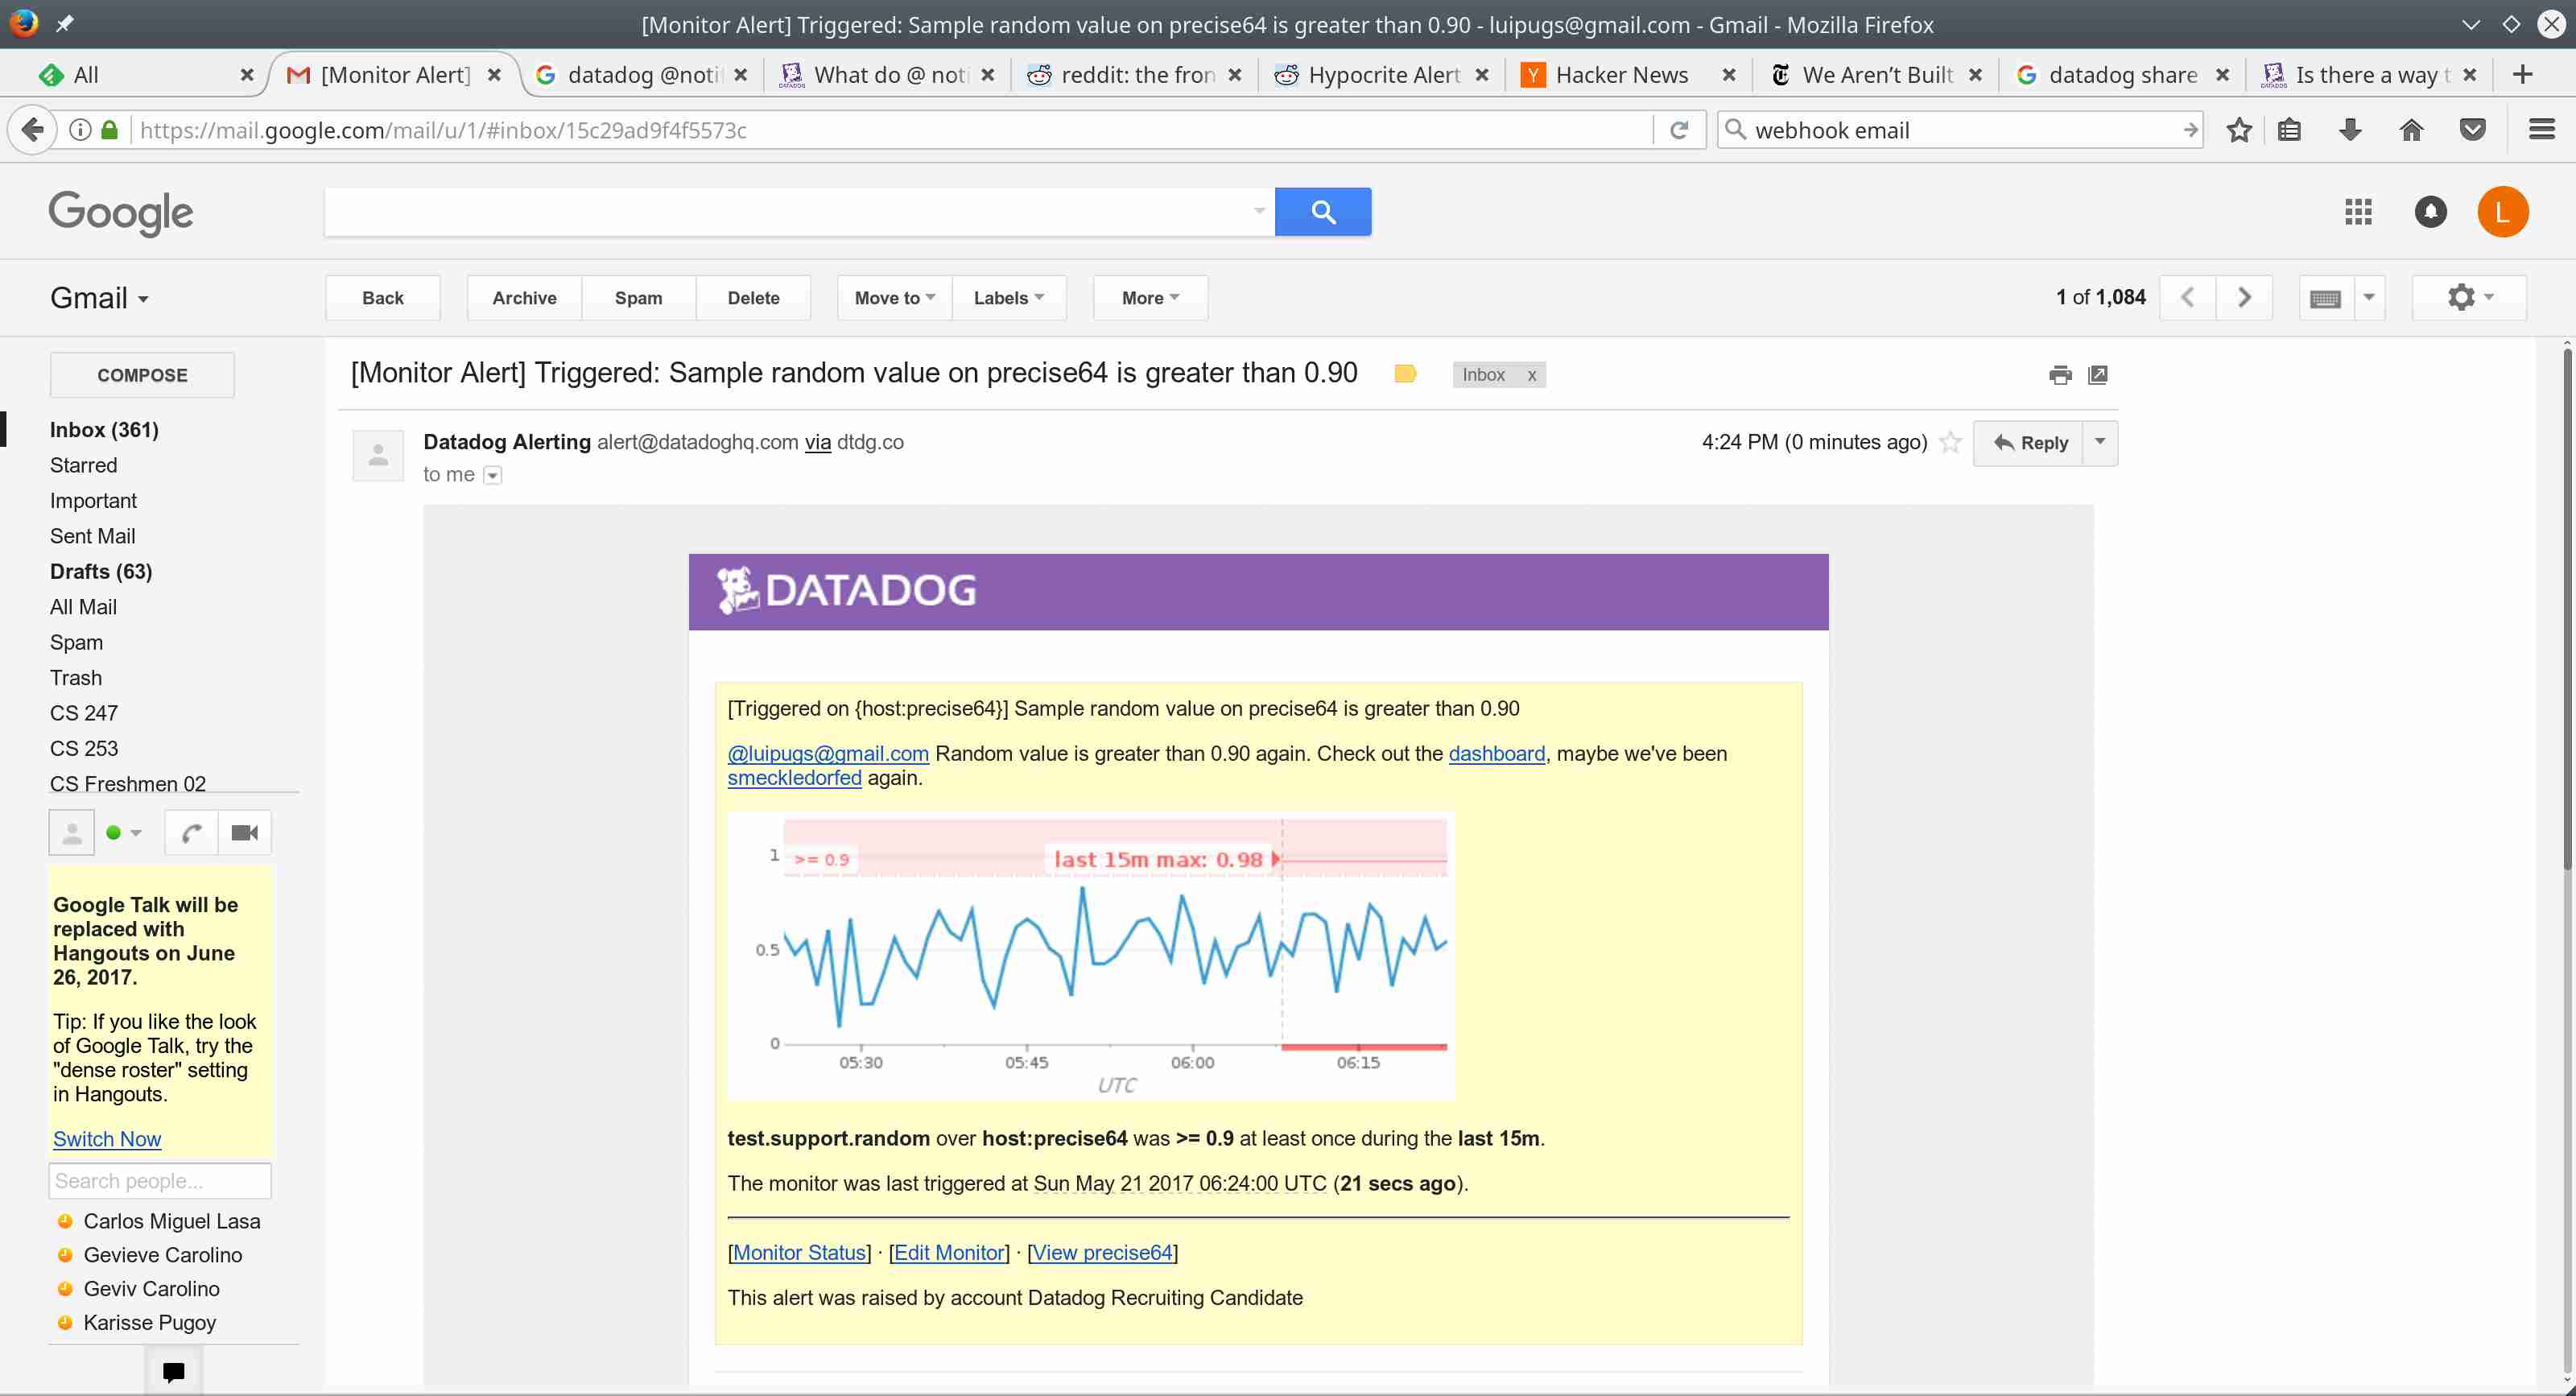 [Monitor Alert] Triggered: Sample random value on precise64 is greater than 0.90 - luipugs@gmail.com - Gmail - Mozilla Firefox
All
[Monitor Alert]
datadog @noti
What do @ noti
reddit: the fron
Hypocrite Alert
Hacker News
We Aren't Built
datadog share
Is there a way t
https://mail.google.com/mail/u/1/#inbox/15c29ad9f4f5573c
webhook email
Google
L
Gmail
Back
Archive
Spam
Delete
Move to
Labels
More
1 of 1,084
COMPOSE
Inbox (361)
Starred
Important
Sent Mail
Drafts (63)
All Mail
Spam
Trash
CS 247
CS 253
CS Freshmen 02
Google Talk will be
replaced with
Hangouts on June
26, 2017.
Tip: If you like the look
of Google Talk, try the
"dense roster" setting
in Hangouts.
Switch Now
Search people...
Carlos Miguel Lasa
Gevieve Carolino
Geviv Carolino
Karisse Pugoy
[Monitor Alert] Triggered: Sample random value on precise64 is greater than 0.90
Inbox x
Datadog Alerting alert@datadoghq.com via dtdg.co
to me
4:24 PM (0 minutes ago)
Reply
DATADOG
[Triggered on {host:precise64}] Sample random value on precise64 is greater than 0.90
@luipugs@gmail.com Random value is greater than 0.90 again. Check out the dashboard, maybe we've been
smeckledorfed again.
1
>= 0.9
last 15m max: 0.98
0.5
0
05:30
05:45
06:00
06:15
UTC
test.support.random over host:precise64 was >= 0.9 at least once during the last 15m.
The monitor was last triggered at Sun May 21 2017 06:24:00 UTC (21 secs ago).
[Monitor Status] · [Edit Monitor] · [View precise64]
This alert was raised by account Datadog Recruiting Candidate